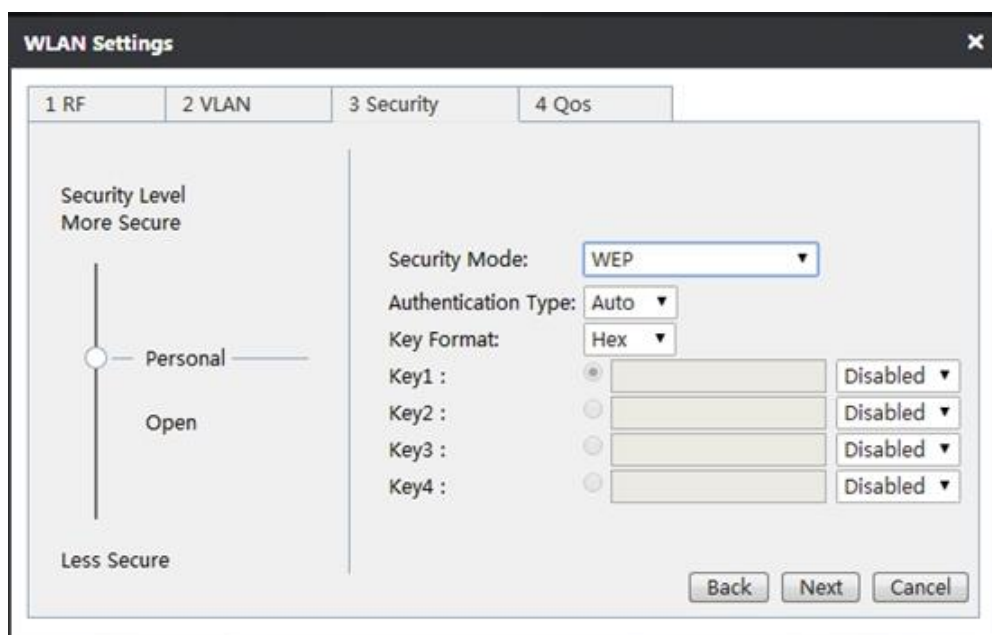 WLAN Settings ×
1 RF 2 VLAN 3 Security 4 Qos
Security Level
More Secure
Personal
Open
Less Secure
Security Mode: WEP
Authentication Type: Auto
Key Format: Hex
Key1 : Disabled
Key2 : Disabled
Key3 : Disabled
Key4 : Disabled
Back Next Cancel